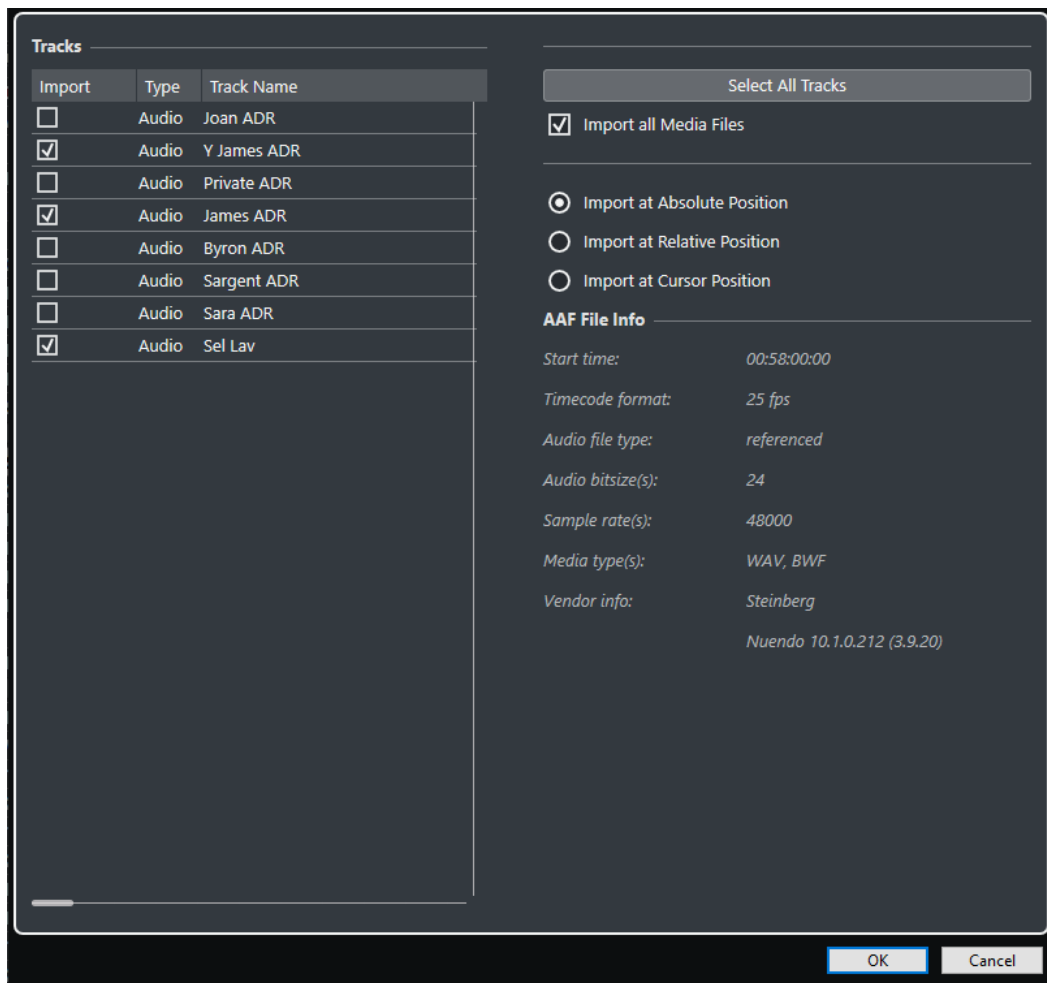 Tracks
Import Type Track Name
Audio Joan ADR
Audio Y James ADR
Audio Private ADR
Audio James ADR
Audio Byron ADR
Audio Sargent ADR
Audio Sara ADR
Audio Sel Lav
Select All Tracks
Import all Media Files
Import at Absolute Position
Import at Relative Position
Import at Cursor Position
AAF File Info
Start time: 00:58:00:00
Timecode format: 25 fps
Audio file type: referenced
Audio bitsize(s): 24
Sample rate(s): 48000
Media type(s): WAV, BWF
Vendor info: Steinberg
Nuendo 10.1.0.212 (3.9.20)
OK Cancel